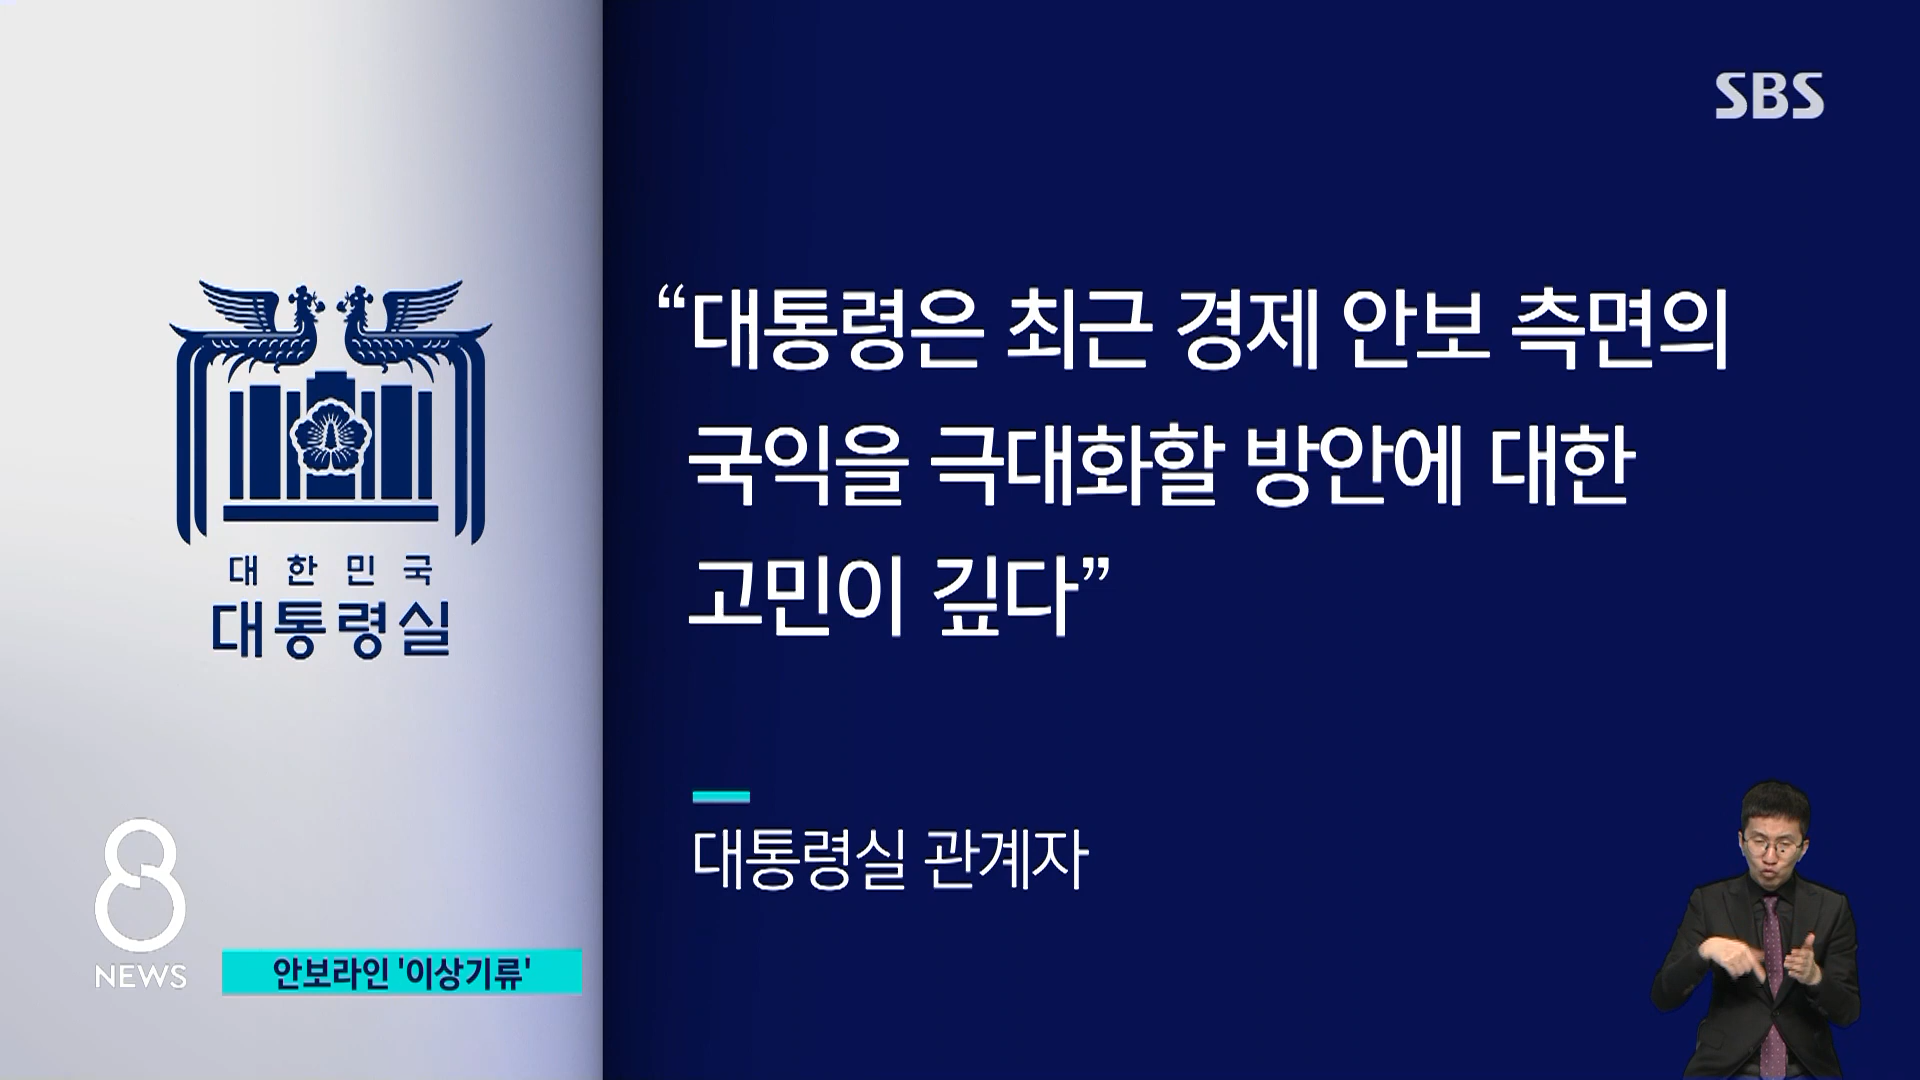 SBS
“대통령은 최근 경제 안보 측면의
국익을 극대화할 방안에 대한
고민이 깊다”
대통령실 관계자
대한민국
대통령실
8
NEWS
안보라인 '이상기류'